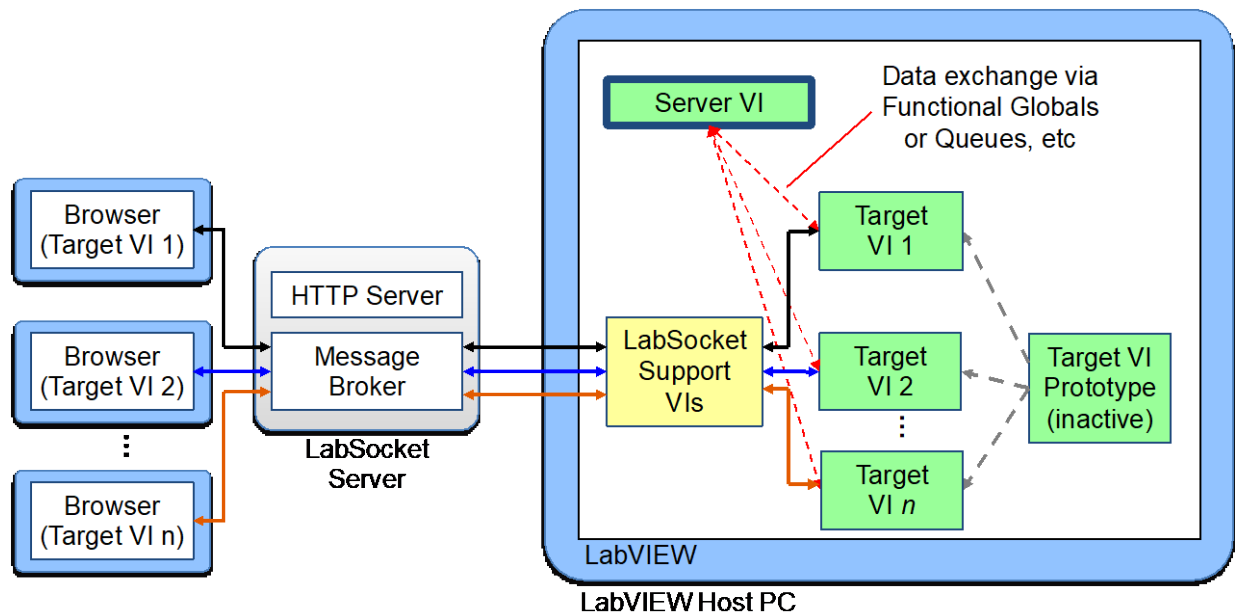 Server VI
Data exchange via
Functional Globals
or Queues, etc
Browser
(Target VI 1)
HTTP Server
Target
VI 1
Browser
(Target VI 2)
Message
Broker
LabSocket
Support
VIs
Target
VI 2
Target VI
Prototype
(inactive)
⋮
LabSocket
Server
...
Browser
(Target VI n)
Target
VI n
LabVIEW
LabVIEW Host PC